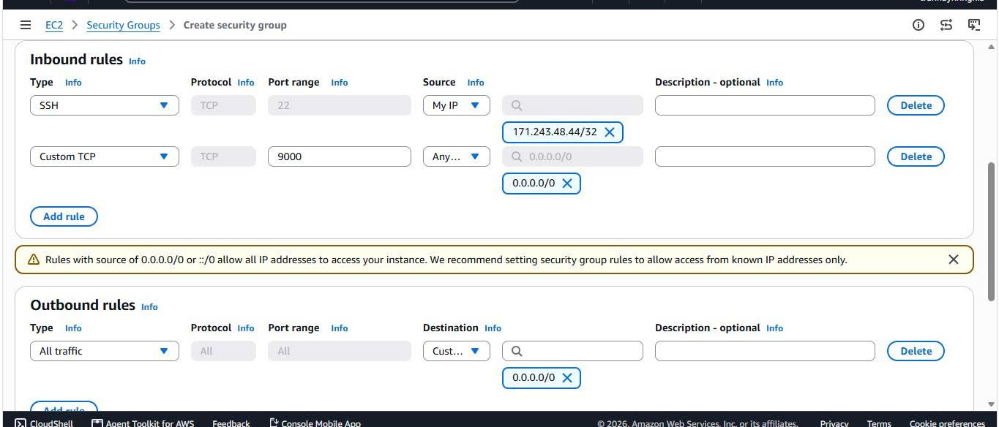 EC2 > Security Groups > Create security group
Inbound rules Info
Type Info Protocol Info Port range Info Source Info Description - optional Info
SSH TCP 22 My IP Delete
171.243.48.44/32
Custom TCP TCP 9000 Any... 0.0.0.0/0 Delete
0.0.0.0/0
Add rule
Rules with source of 0.0.0.0/0 or ::/0 allow all IP addresses to access your instance. We recommend setting security group rules to allow access from known IP addresses only.
Outbound rules Info
Type Info Protocol Info Port range Info Destination Info Description - optional Info
All traffic All All Cust... Delete
0.0.0.0/0
Add rule
CloudShell Agent Toolkit for AWS Feedback Console Mobile App © 2026, Amazon Web Services, Inc. or its affiliates. Privacy Terms Cookie preferences